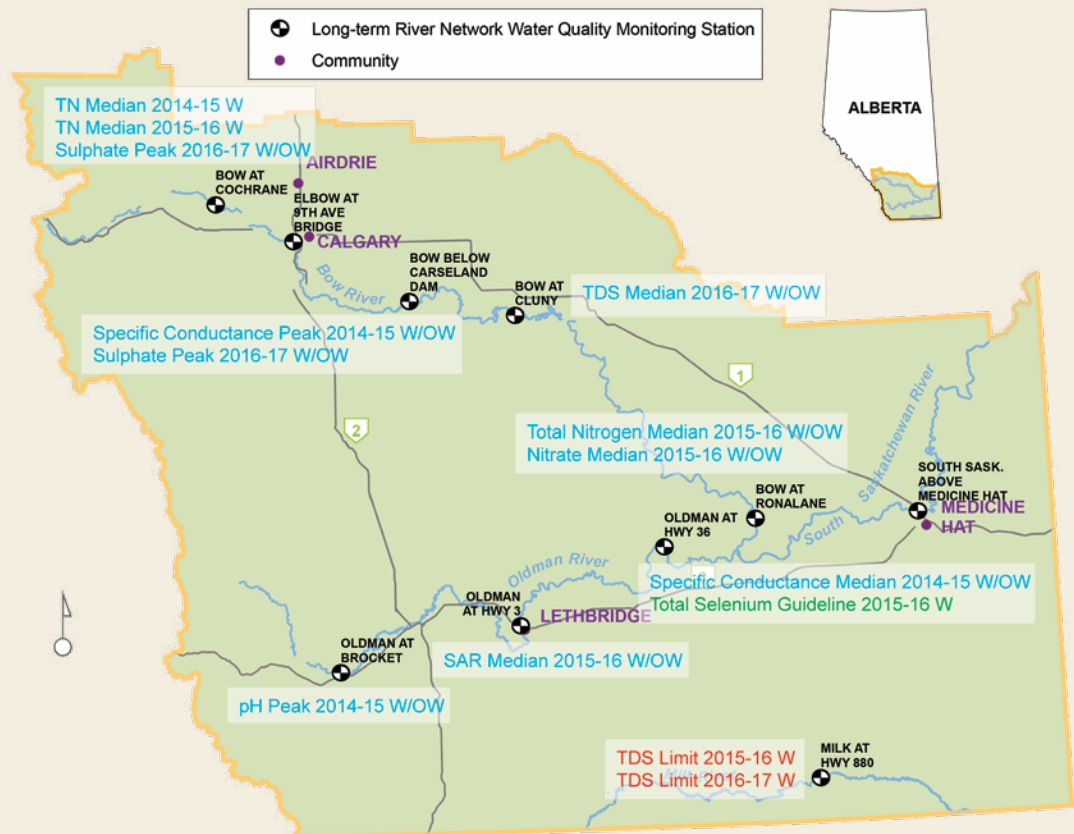 Long-term River Network Water Quality Monitoring Station
Community
ALBERTA
TN Median 2014-15 W
TN Median 2015-16 W
Sulphate Peak 2016-17 W/OW
AIRDRIE
BOW AT
COCHRANE
ELBOW AT
9TH AVE
BRIDGE
CALGARY
BOW BELOW
CARSELAND
DAM
Bow River
BOW AT
CLUNY
TDS Median 2016-17 W/OW
Specific Conductance Peak 2014-15 W/OW
Sulphate Peak 2016-17 W/OW
1
2
Total Nitrogen Median 2015-16 W/OW
Nitrate Median 2015-16 W/OW
South Saskatchewan River
SOUTH SASK.
ABOVE
MEDICINE HAT
MEDICINE
HAT
BOW AT
RONALANE
OLDMAN AT
HWY 36
Oldman River
Specific Conductance Median 2014-15 W/OW
Total Selenium Guideline 2015-16 W
OLDMAN
AT HWY 3
LETHBRIDGE
SAR Median 2015-16 W/OW
OLDMAN AT
BROCKET
pH Peak 2014-15 W/OW
TDS Limit 2015-16 W
TDS Limit 2016-17 W
Milk River
MILK AT
HWY 880